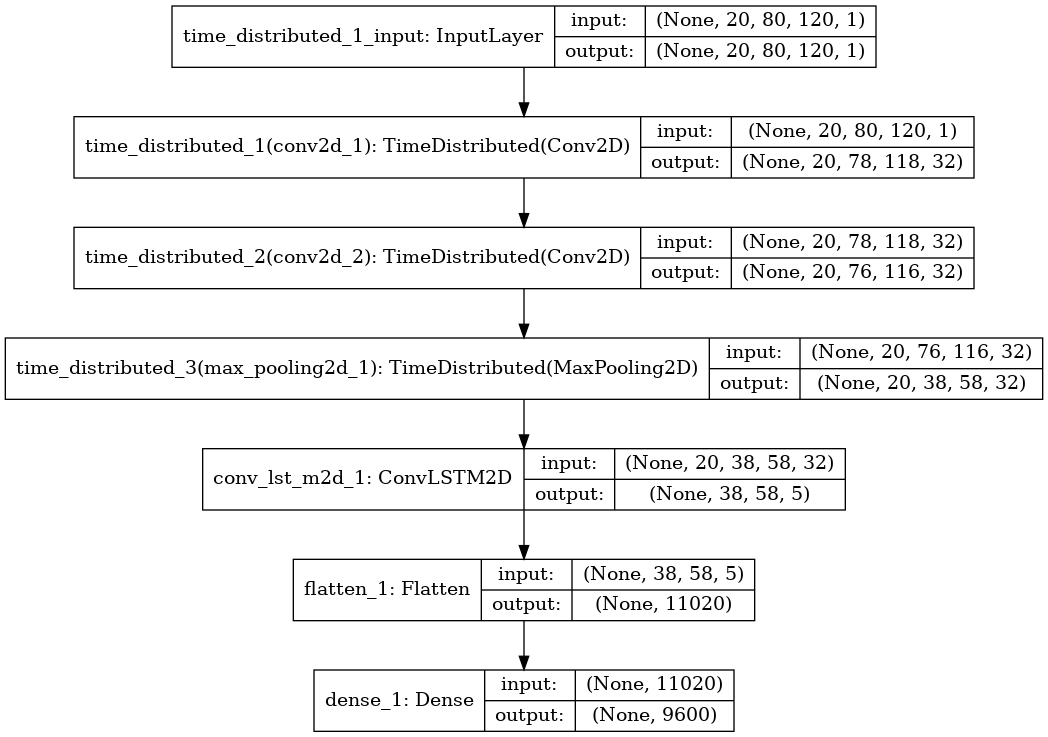 time_distributed_1_input: InputLayer
input:
(None, 20, 80, 120, 1)
output:
(None, 20, 80, 120, 1)
time_distributed_1(conv2d_1): TimeDistributed(Conv2D)
input:
(None, 20, 80, 120, 1)
output:
(None, 20, 78, 118, 32)
time_distributed_2(conv2d_2): TimeDistributed(Conv2D)
input:
(None, 20, 78, 118, 32)
output:
(None, 20, 76, 116, 32)
time_distributed_3(max_pooling2d_1): TimeDistributed(MaxPooling2D)
input:
(None, 20, 76, 116, 32)
output:
(None, 20, 38, 58, 32)
conv_lst_m2d_1: ConvLSTM2D
input:
(None, 20, 38, 58, 32)
output:
(None, 38, 58, 5)
flatten_1: Flatten
input:
(None, 38, 58, 5)
output:
(None, 11020)
dense_1: Dense
input:
(None, 11020)
output:
(None, 9600)